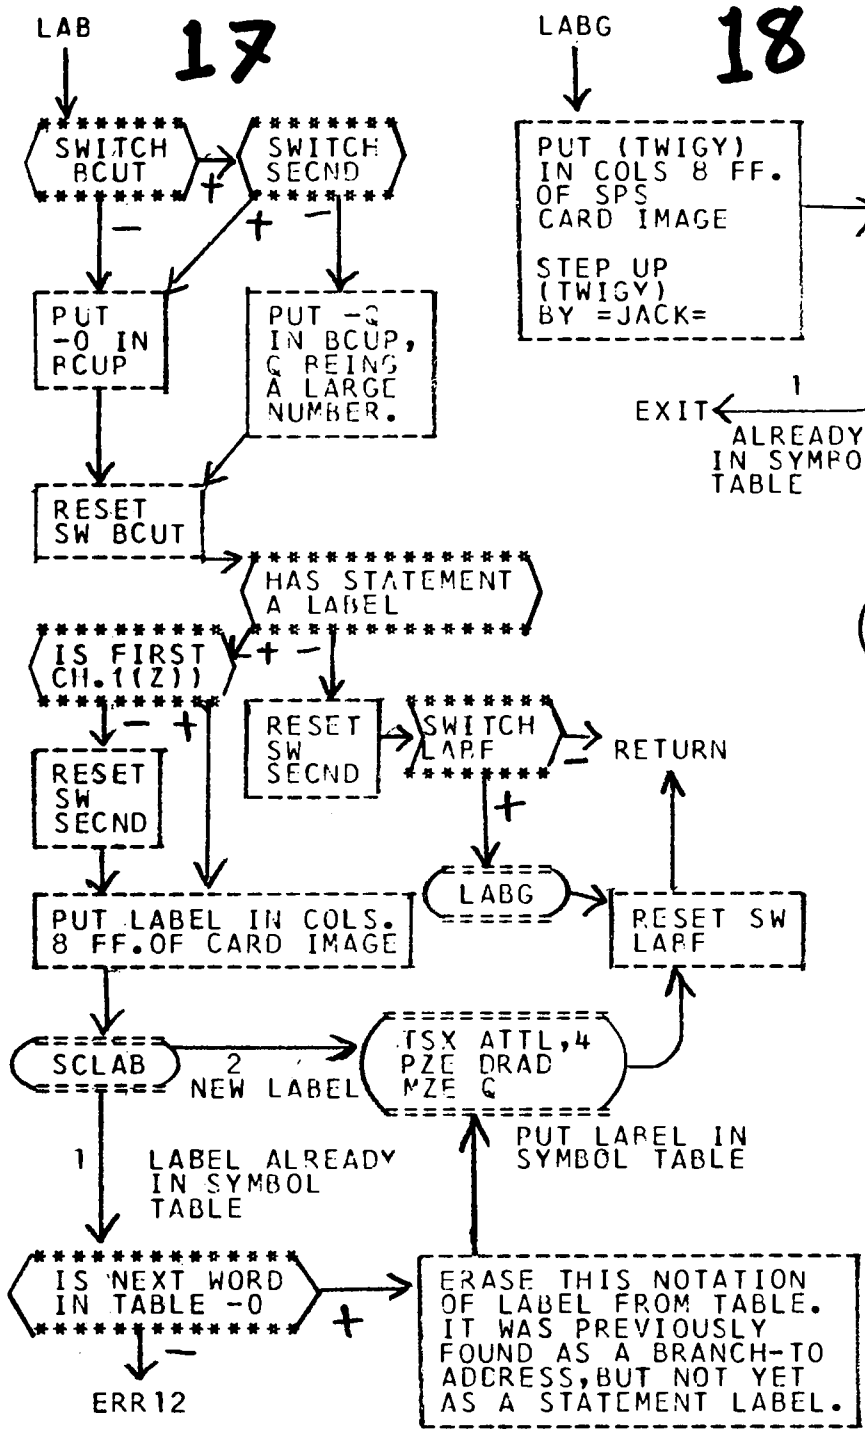 LAB
17
SWITCH
BCUT
+
-
SWITCH
SECND
+
-
PUT
-0 IN
BCUP
PUT -Q
IN BCUP,
Q BEING
A LARGE
NUMBER.
RESET
SW BCUT
HAS STATEMENT
A LABEL
+
-
IS FIRST
CH.1((Z))
-
+
RESET
SW
SECND
RESET
SW
SECND
SWITCH
LABF
-
+
RETURN
LABG
RESET SW
LABF
PUT LABEL IN COLS.
8 FF.OF CARD IMAGE
SCLAB
2
NEW LABEL
TSX ATTL,4
PZE DRAD
MZE Q
PUT LABEL IN
SYMBOL TABLE
1
LABEL ALREADY
IN SYMBOL
TABLE
IS NEXT WORD
IN TABLE -0
+
-
ERR12
ERASE THIS NOTATION
OF LABEL FROM TABLE.
IT WAS PREVIOUSLY
FOUND AS A BRANCH-TO
ADDRESS,BUT NOT YET
AS A STATEMENT LABEL.
LABG
18
PUT (TWIGY)
IN COLS 8 FF.
OF SPS
CARD IMAGE
STEP UP
(TWIGY)
BY =JACK=
1
EXIT
ALREADY
IN SYMBO
TABLE